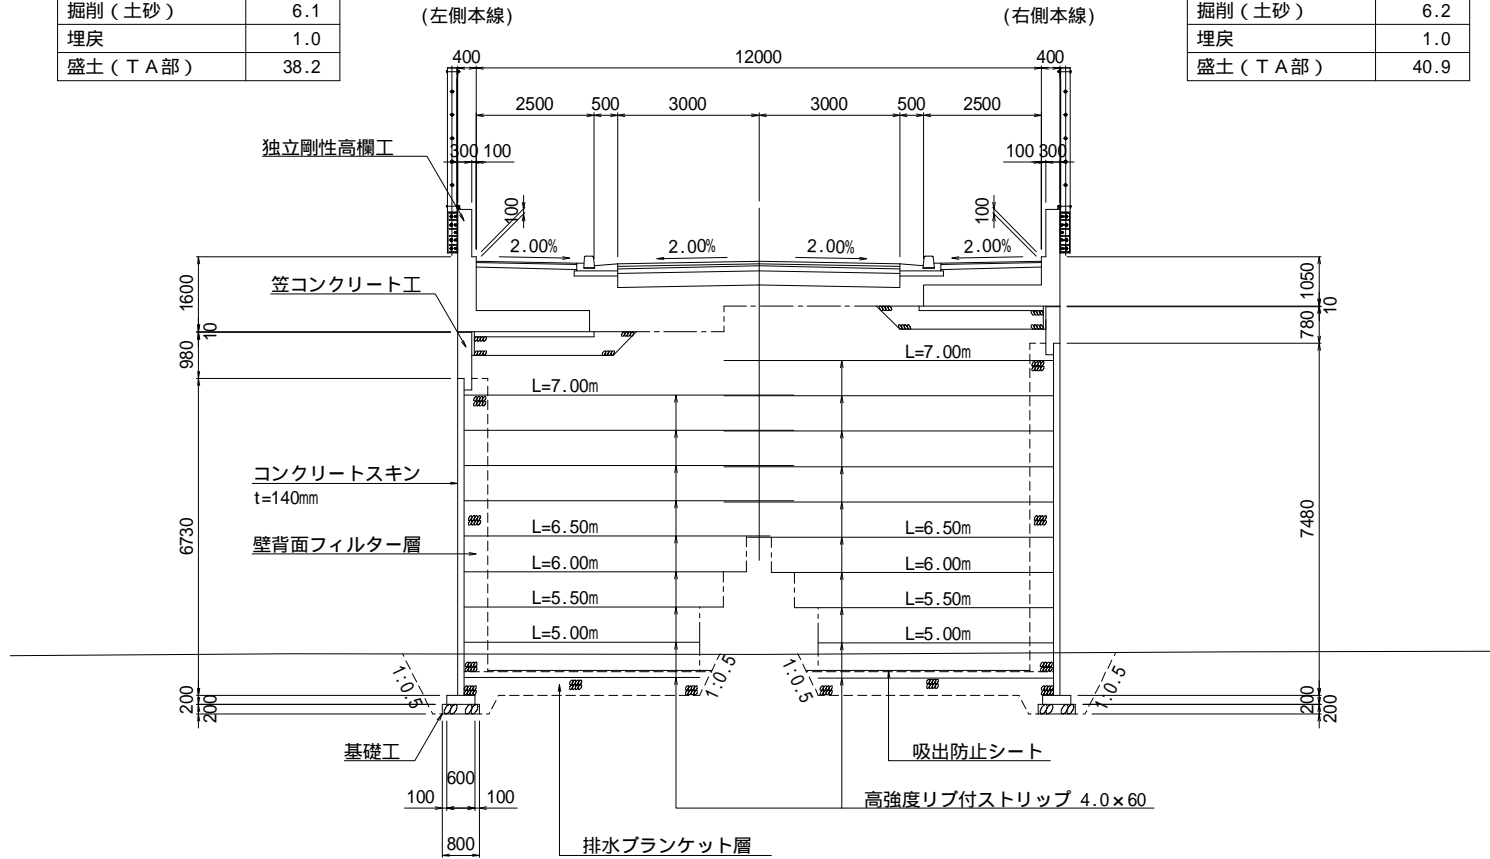 掘削（土砂） 6.1
埋戻 1.0
盛土（ＴＡ部） 38.2
(左側本線)
(右側本線)
掘削（土砂） 6.2
埋戻 1.0
盛土（ＴＡ部） 40.9
400 12000 400
2500 500 3000 3000 500 2500
独立剛性高欄工
300 100
100 300
100
100
2.00% 2.00% 2.00% 2.00%
1600
10
980
6730
200
200
笠コンクリート工
1050
10
780
7480
200
200
L=7.00m
L=7.00m
コンクリートスキン
t=140mm
壁背面フィルター層
L=6.50m
L=6.50m
L=6.00m
L=6.00m
L=5.50m
L=5.50m
L=5.00m
L=5.00m
1:0.5
1:0.5
1:0.5
1:0.5
基礎工
吸出防止シート
600
100 100
高強度リブ付ストリップ 4.0×60
800
排水ブランケット層